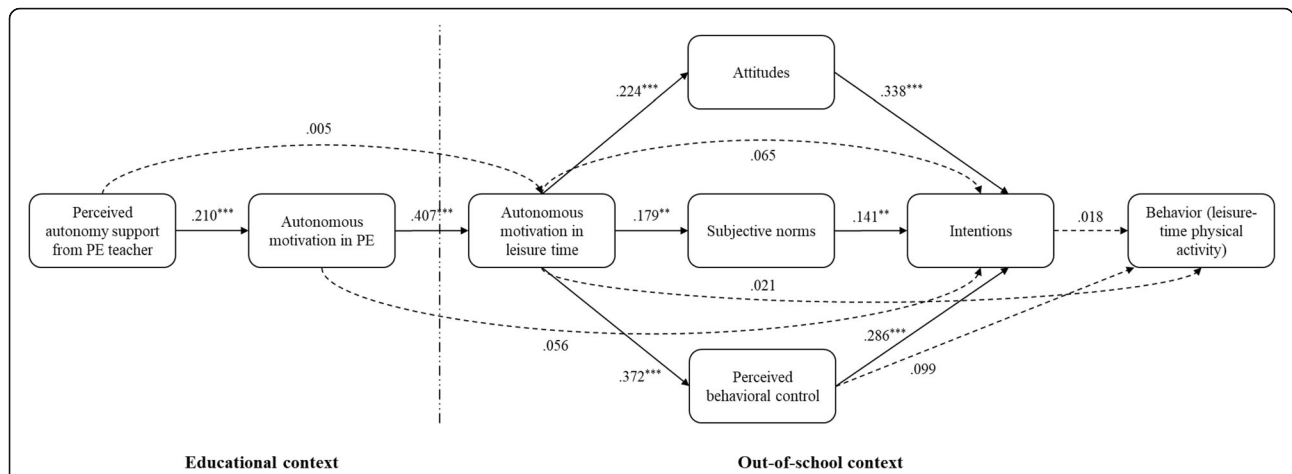 Attitudes
.224***
.338***
.005
.065
Perceived
autonomy support
from PE teacher
.210***
Autonomous
motivation in PE
.407***
Autonomous
motivation in
leisure time
.179**
Subjective norms
.141**
Intentions
.018
Behavior (leisure-
time physical
activity)
.021
.056
.372***
.286***
.099
Perceived
behavioral control
Educational context
Out-of-school context